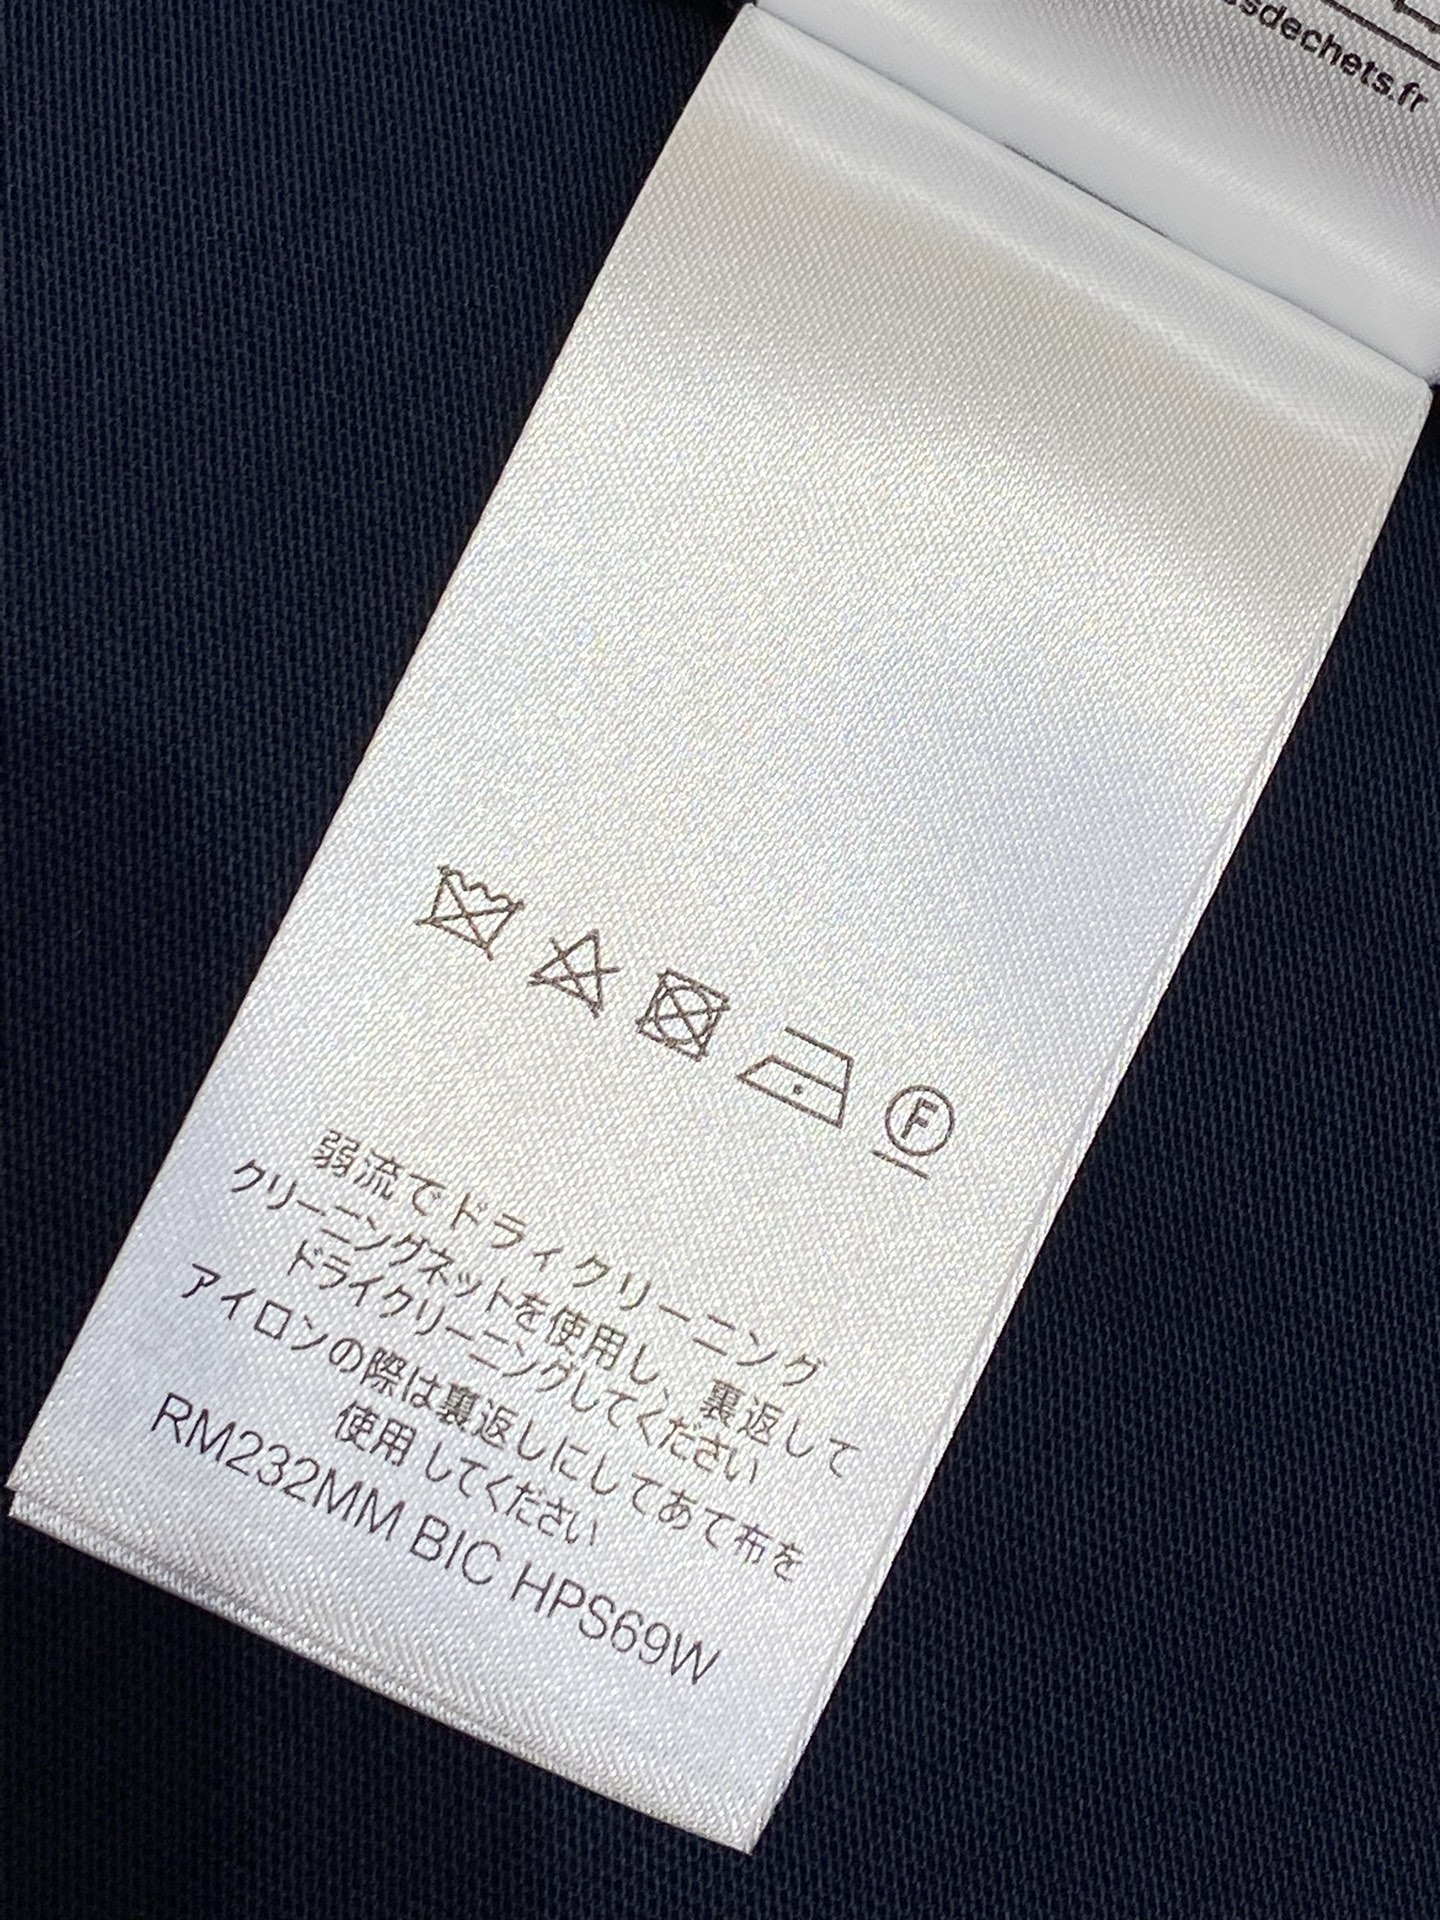 sdechets.fr
F
弱流でドライクリーニング
クリーニングネットを使用し、裏返して
ドライクリーニングしてください
アイロンの際は裏返しにしてあて布を
使用してください
RM232MM BIC HPS69W